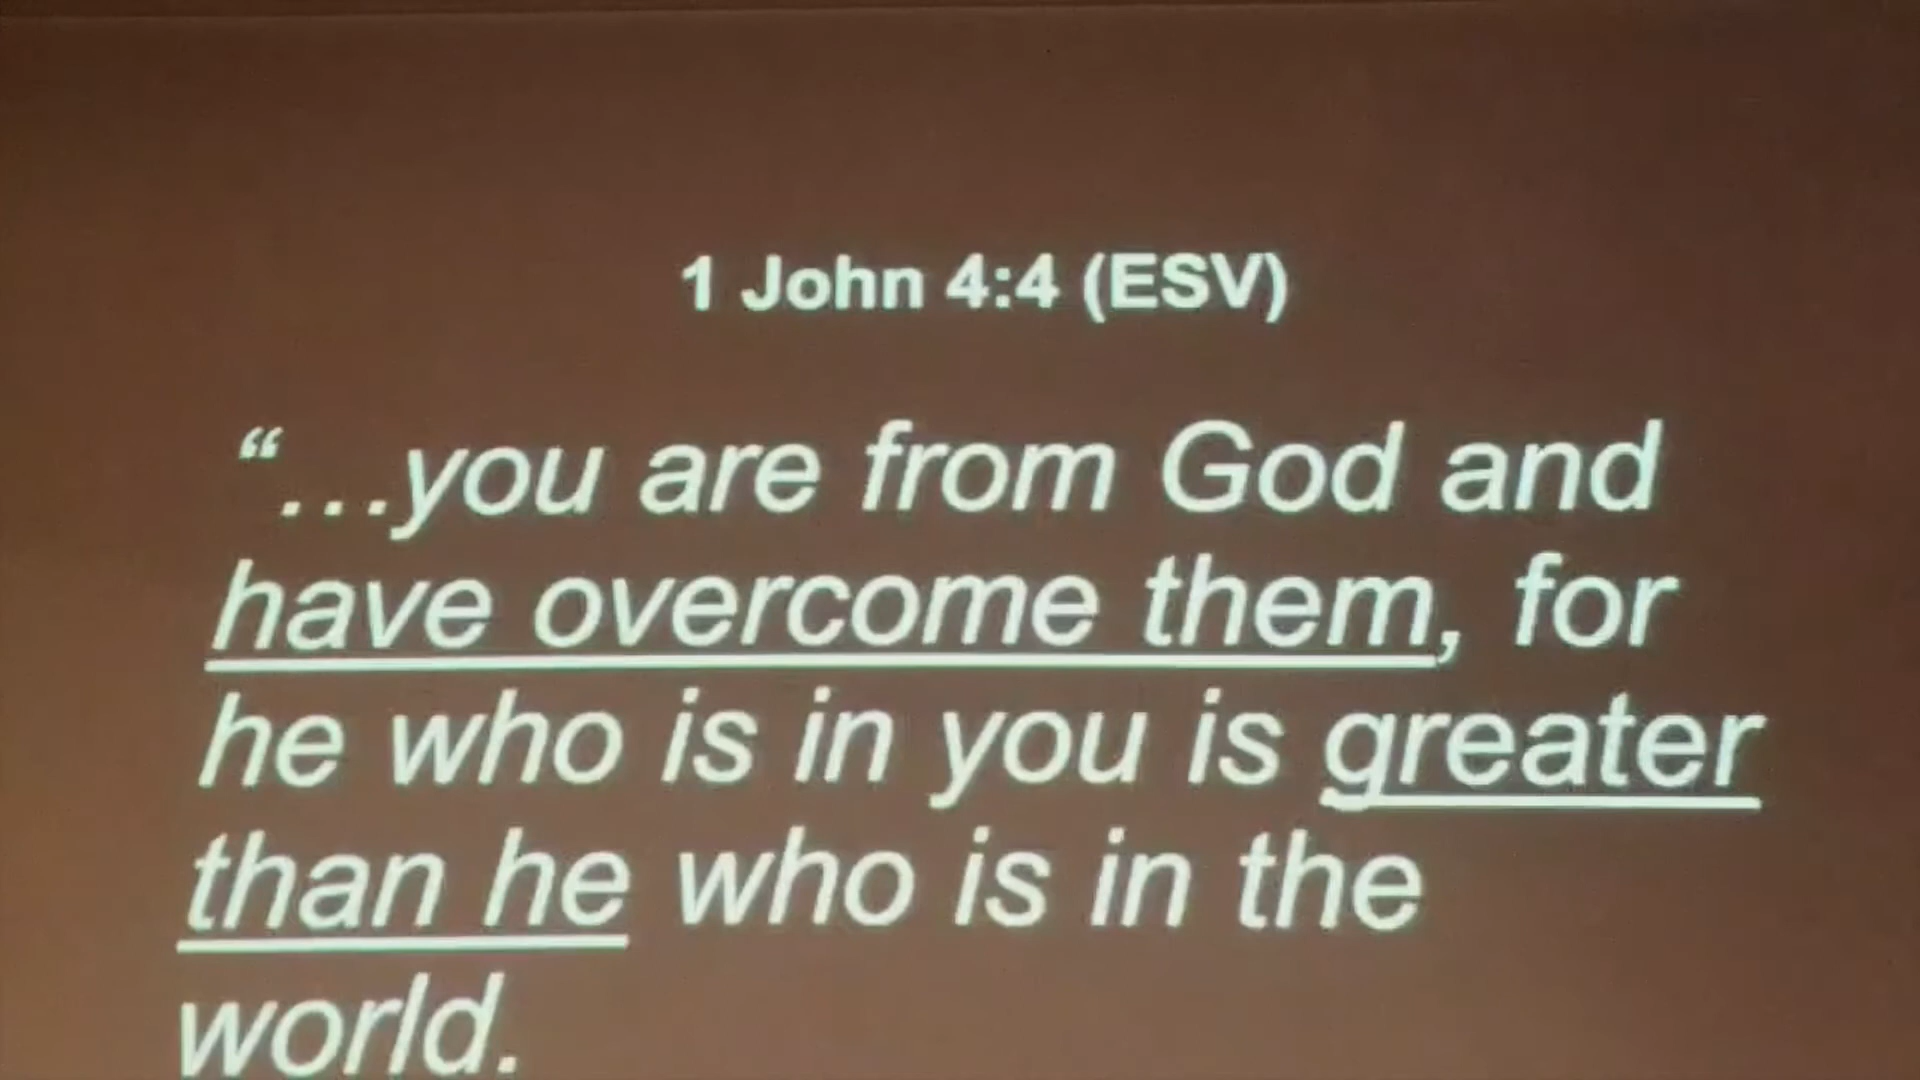 1 John 4:4 (ESV)
“…you are from God and
have overcome them, for
he who is in you is greater
than he who is in the
world.